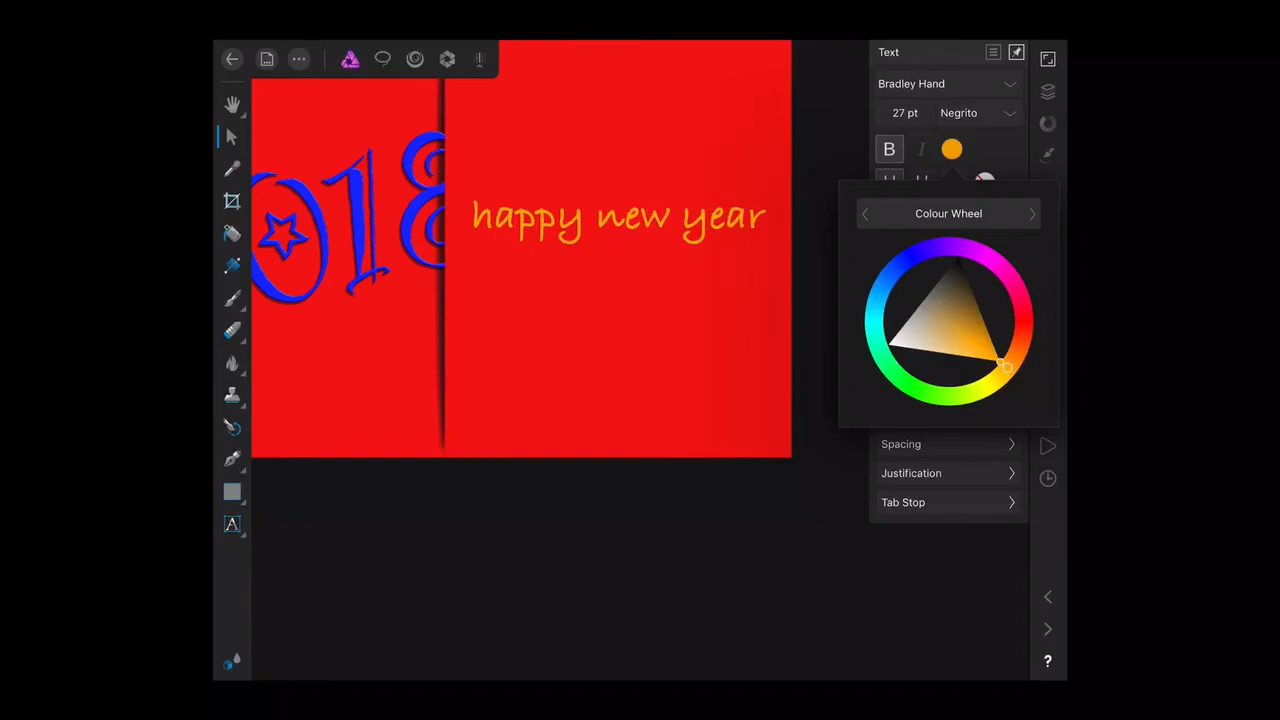 Text
Bradley Hand
27 pt Negrito
B I
Colour Wheel
Spacing
Justification
Tab Stop
A
?
018
happy new year